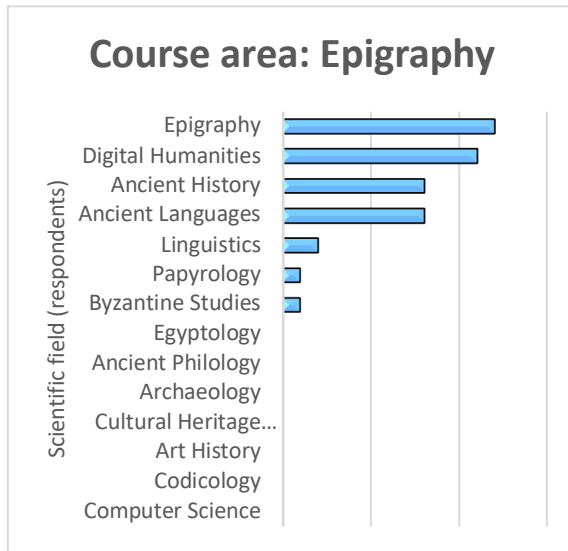 Course area: Epigraphy
Scientific field (respondents)
Epigraphy
Digital Humanities
Ancient History
Ancient Languages
Linguistics
Papyrology
Byzantine Studies
Egyptology
Ancient Philology
Archaeology
Cultural Heritage...
Art History
Codicology
Computer Science